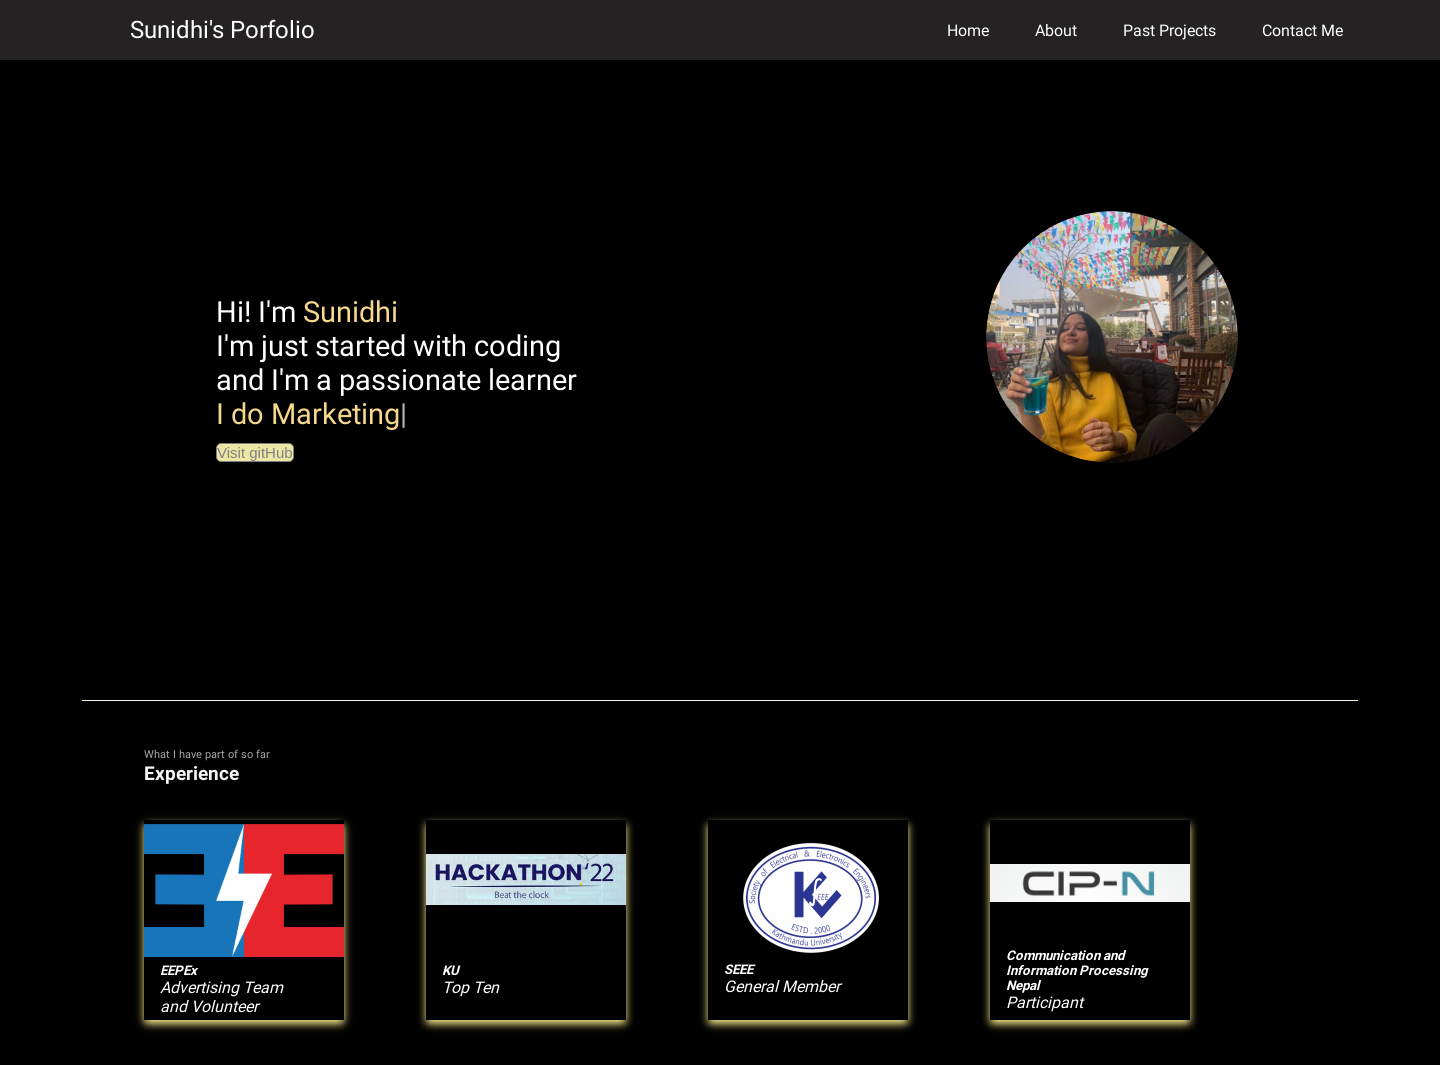 Sunidhi's Porfolio
Home
About
Past Projects
Contact Me
Hi! I'm Sunidhi
I'm just started with coding
and I'm a passionate learner
I do Marketing|
Visit gitHub
What I have part of so far
Experience
EEPEx
Advertising Team
and Volunteer
HACKATHON'22
Beat the clock
KU
Top Ten
Society of Electrical & Electronics Engineers
K
EEE
ESTD . 2000
Kathmandu University
SEEE
General Member
CIP-N
Communication and
Information Processing
Nepal
Participant